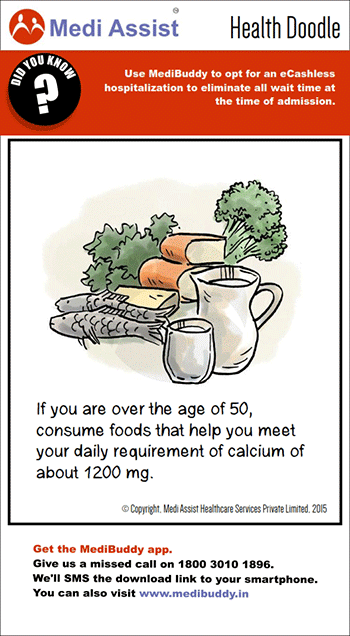 Medi Assist
Health Doodle
DID YOU KNOW
?
Use MediBuddy to opt for an eCashless
hospitalization to eliminate all wait time at
the time of admission.
If you are over the age of 50,
consume foods that help you meet
your daily requirement of calcium of
about 1200 mg.
© Copyright, Medi Assist Healthcare Services Private Limited, 2015
Get the MediBuddy app.
Give us a missed call on 1800 3010 1896.
We'll SMS the download link to your smartphone.
You can also visit www.medibuddy.in